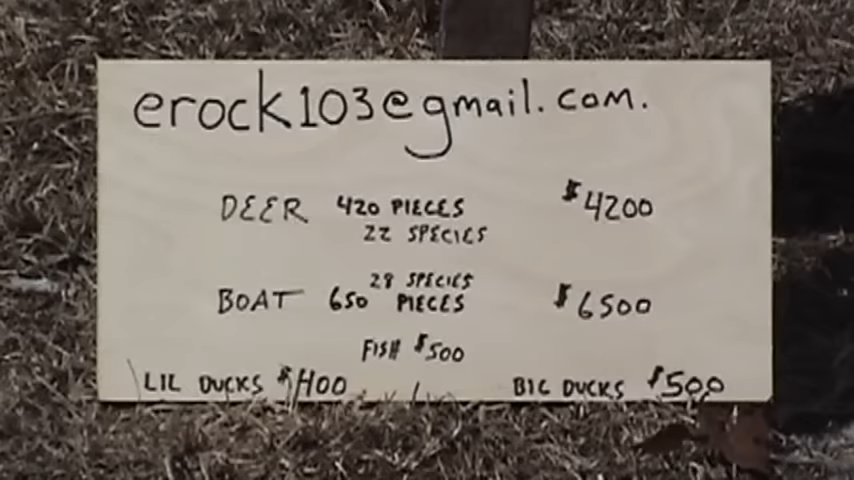 erock103@gmail.com.
DEER 420 PIECES $4200
22 SPECIES
28 SPECIES
BOAT 650 PIECES $6500
FISH $500
LIL DUCKS $400 BIG DUCKS $500